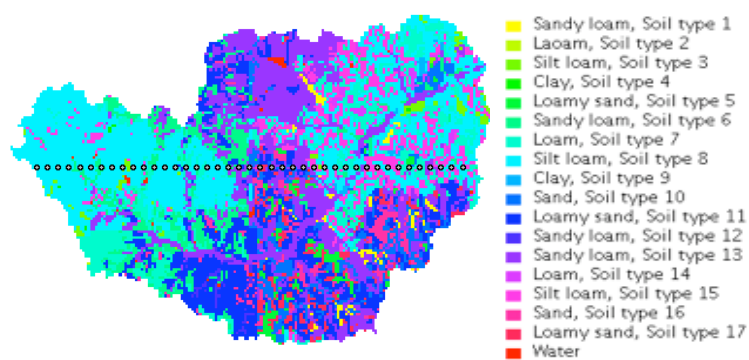 Sandy loam, Soil type 1
Laoam, Soil type 2
Silt loam, Soil type 3
Clay, Soil type 4
Loamy sand, Soil type 5
Sandy loam, Soil type 6
Loam, Soil type 7
Silt loam, Soil type 8
Clay, Soil type 9
Sand, Soil type 10
Loamy sand, Soil type 11
Sandy loam, Soil type 12
Sandy loam, Soil type 13
Loam, Soil type 14
Silt loam, Soil type 15
Sand, Soil type 16
Loamy sand, Soil type 17
Water